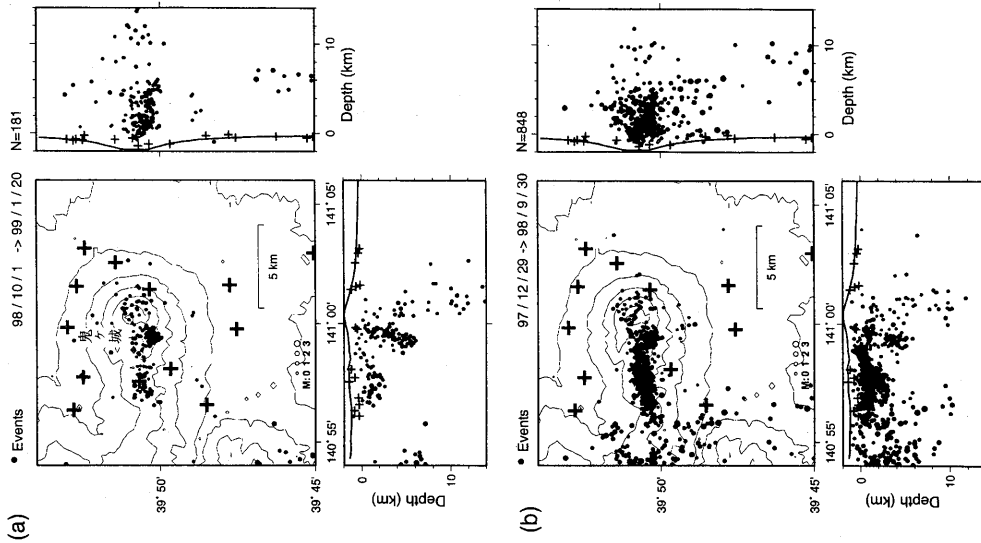 (a)
● Events
98 / 10 / 1 -> 99 / 1 / 20
N=181
鬼ヶ城
5 km
M: 0 1 2 3
39° 50'
39° 45'
0
10
Depth (km)
140° 55'
141° 00'
141° 05'
0
10
Depth (km)
(b)
● Events
97 / 12 / 29 -> 98 / 9 / 30
N=848
5 km
M: 0 1 2 3
39° 50'
39° 45'
0
10
Depth (km)
140° 55'
141° 00'
141° 05'
0
10
Depth (km)